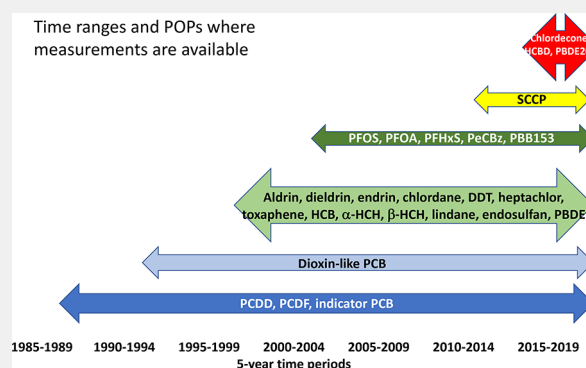 Time ranges and POPs where
measurements are available
Chlordecone
HCBD, PBDE20
SCCP
PFOS, PFOA, PFHxS, PeCBz, PBB153
Aldrin, dieldrin, endrin, chlordane, DDT, heptachlor,
toxaphene, HCB, α-HCH, β-HCH, lindane, endosulfan, PBDE
Dioxin-like PCB
PCDD, PCDF, indicator PCB
1985-1989 1990-1994 1995-1999 2000-2004 2005-2009 2010-2014 2015-2019
5-year time periods